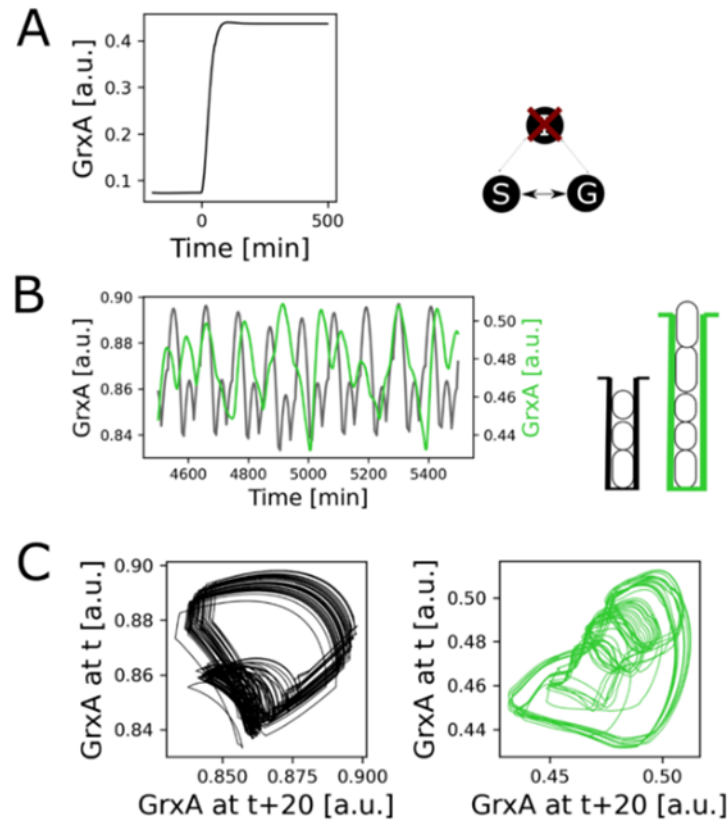 A
GrxA [a.u.]
0.4
0.3
0.2
0.1
0
500
Time [min]
S
G
B
GrxA [a.u.]
0.90
0.88
0.86
0.84
0.50
0.48
0.46
0.44
GrxA [a.u.]
4600
4800
5000
5200
5400
Time [min]
C
GrxA at t [a.u.]
0.90
0.88
0.86
0.84
0.850
0.875
0.900
GrxA at t+20 [a.u.]
GrxA at t [a.u.]
0.50
0.48
0.46
0.44
0.45
0.50
GrxA at t+20 [a.u.]